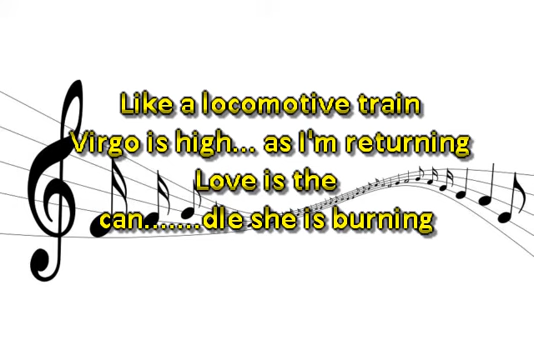 Like a locomotive train
Virgo is high... as I'm returning
Love is the
can.......dle she is burning